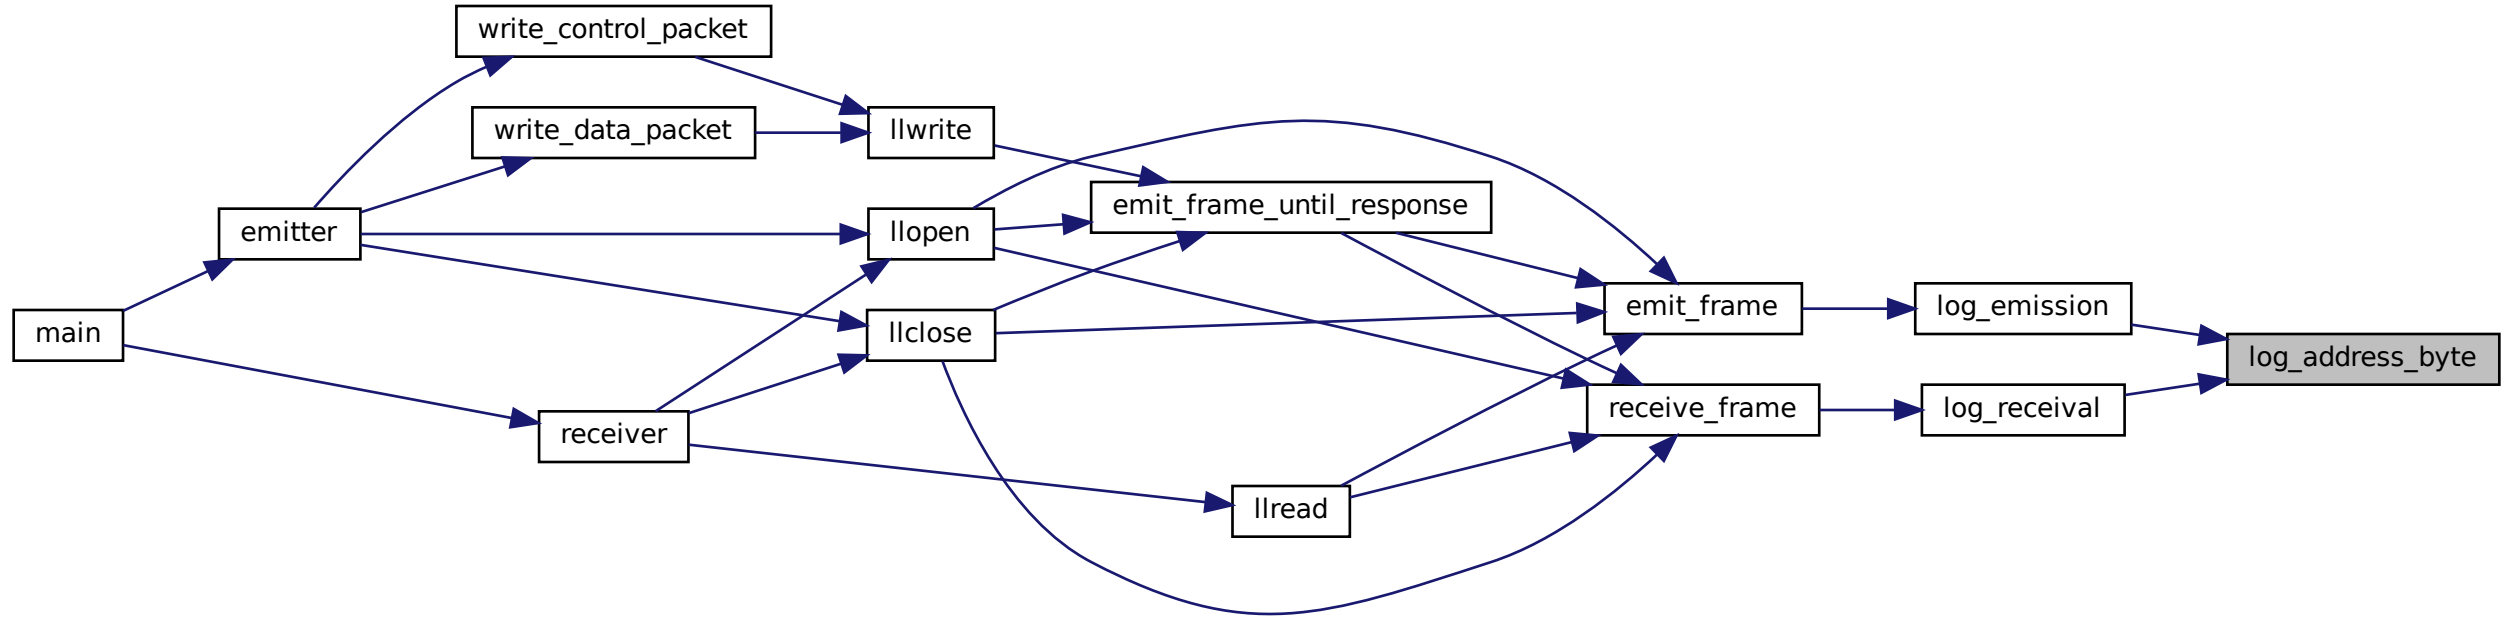 write_control_packet
write_data_packet
llwrite
emit_frame_until_response
emitter
llopen
emit_frame
log_emission
main
llclose
log_address_byte
receive_frame
log_receival
receiver
llread